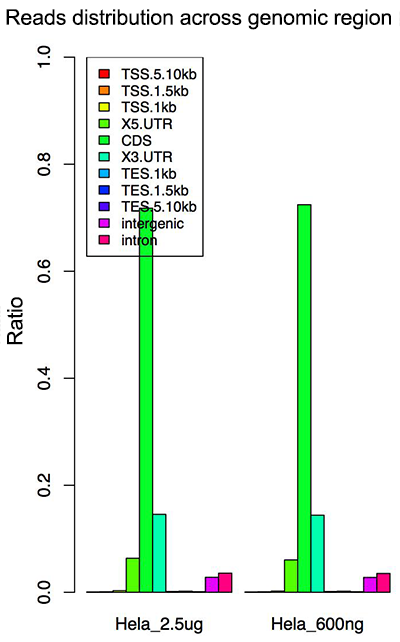 Reads distribution across genomic region
1.0
0.8
0.6
0.4
0.2
0.0
Ratio
TSS.5.10kb
TSS.1.5kb
TSS.1kb
X5.UTR
CDS
X3.UTR
TES.1kb
TES.1.5kb
TES.5.10kb
intergenic
intron
Hela_2.5ug
Hela_600ng